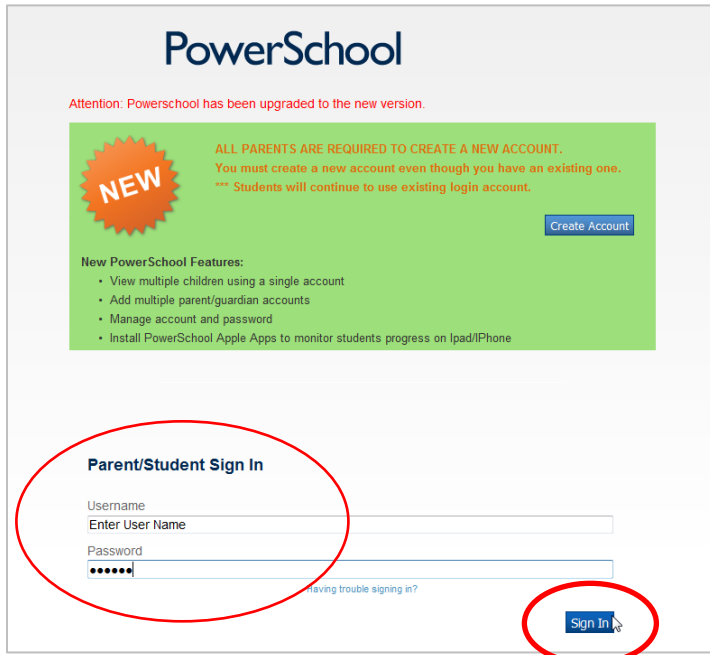 PowerSchool
Attention: Powerschool has been upgraded to the new version.
NEW
ALL PARENTS ARE REQUIRED TO CREATE A NEW ACCOUNT.
You must create a new account even though you have an existing one.
*** Students will continue to use existing login account.
Create Account
New PowerSchool Features:
• View multiple children using a single account
• Add multiple parent/guardian accounts
• Manage account and password
• Install PowerSchool Apple Apps to monitor students progress on Ipad/IPhone
Parent/Student Sign In
Username
Enter User Name
Password
••••••
Having trouble signing in?
Sign In